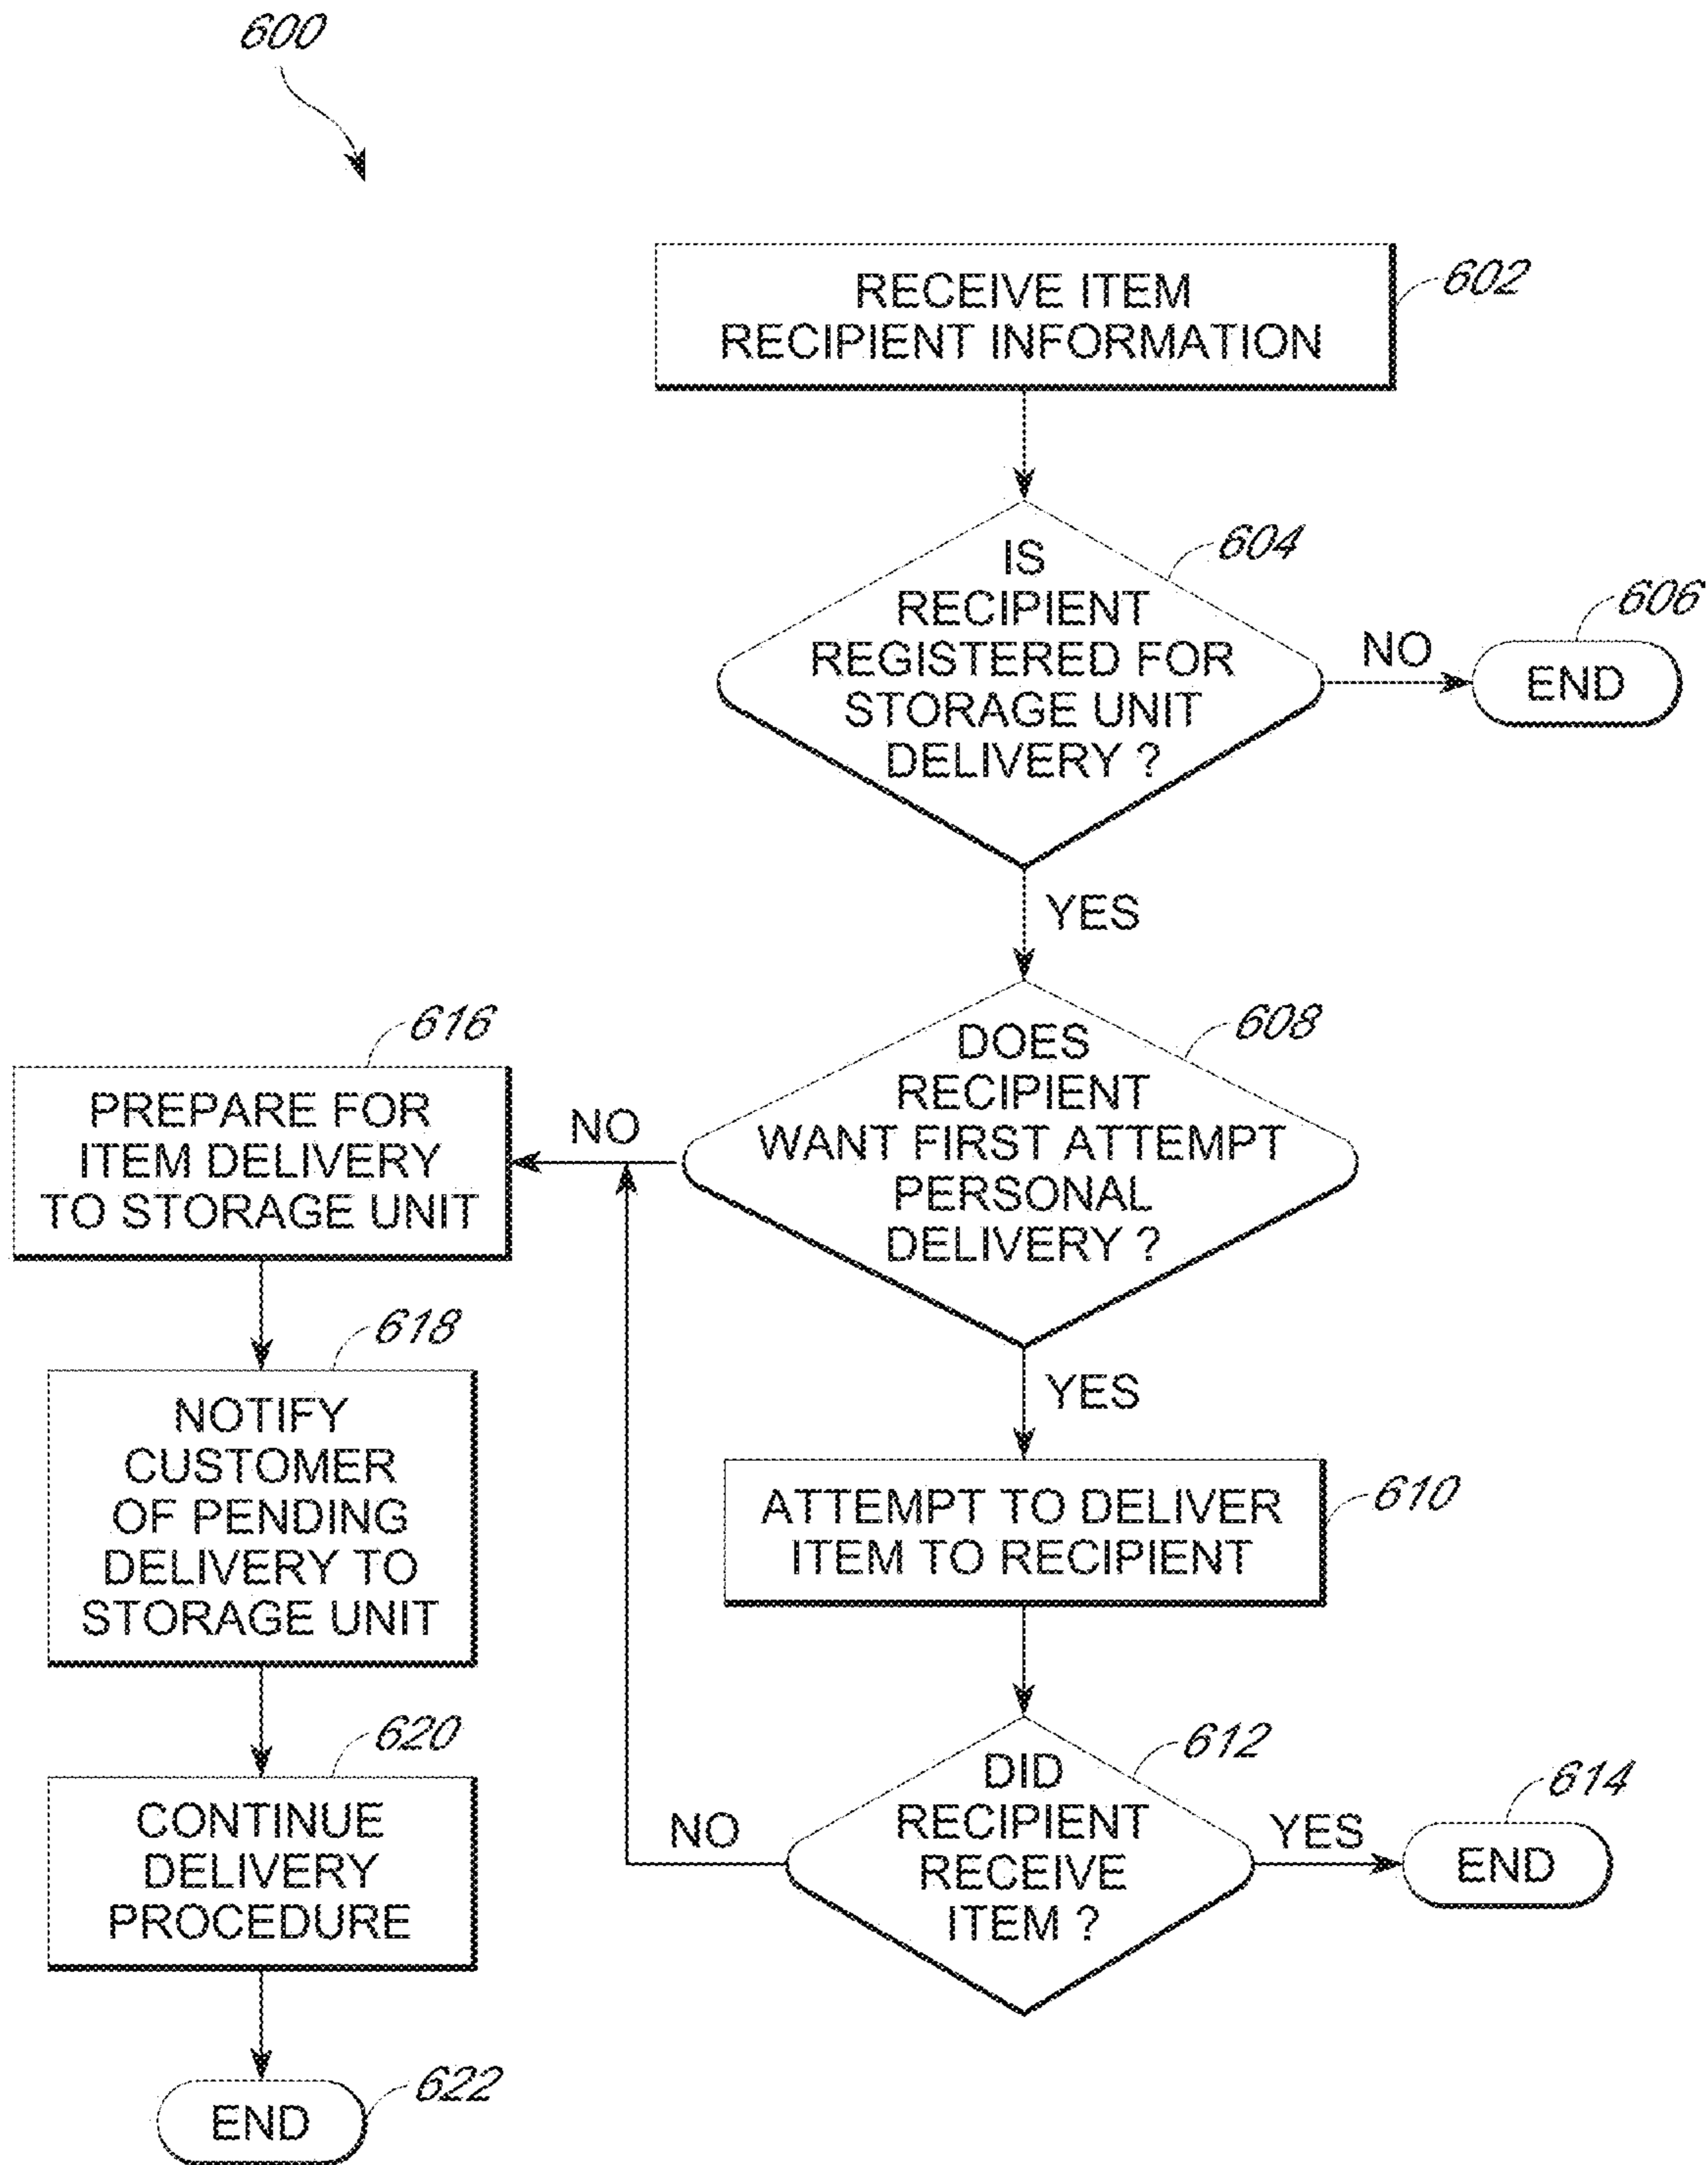 600
RECEIVE ITEM
RECIPIENT INFORMATION
602
IS
RECIPIENT
REGISTERED FOR
STORAGE UNIT
DELIVERY ?
604
NO
606
END
YES
DOES
RECIPIENT
WANT FIRST ATTEMPT
PERSONAL
DELIVERY ?
608
NO
616
PREPARE FOR
ITEM DELIVERY
TO STORAGE UNIT
618
NOTIFY
CUSTOMER
OF PENDING
DELIVERY TO
STORAGE UNIT
YES
ATTEMPT TO DELIVER
ITEM TO RECIPIENT
610
620
CONTINUE
DELIVERY
PROCEDURE
DID
RECIPIENT
RECEIVE
ITEM ?
612
NO
YES
614
END
END
622